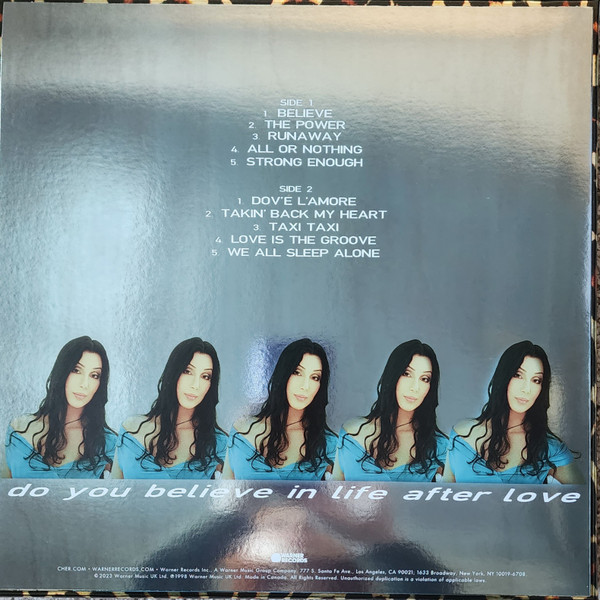 SIDE 1
1. BELIEVE
2. THE POWER
3. RUNAWAY
4. ALL OR NOTHING
5. STRONG ENOUGH
SIDE 2
1. DOV'E L'AMORE
2. TAKIN' BACK MY HEART
3. TAXI TAXI
4. LOVE IS THE GROOVE
5. WE ALL SLEEP ALONE
do you believe in life after love
WARNER
RECORDS
CHER.COM • WARNERRECORDS.COM • Warner Records Inc., A Warner Music Group Company, 777 S. Santa Fe Ave., Los Angeles, CA 90021, 1633 Broadway, New York, NY 10019-6708
©2023 Warner Music UK Ltd. ℗1998 Warner Music UK Ltd. Made in Canada. All Rights Reserved. Unauthorized duplication is a violation of applicable laws.